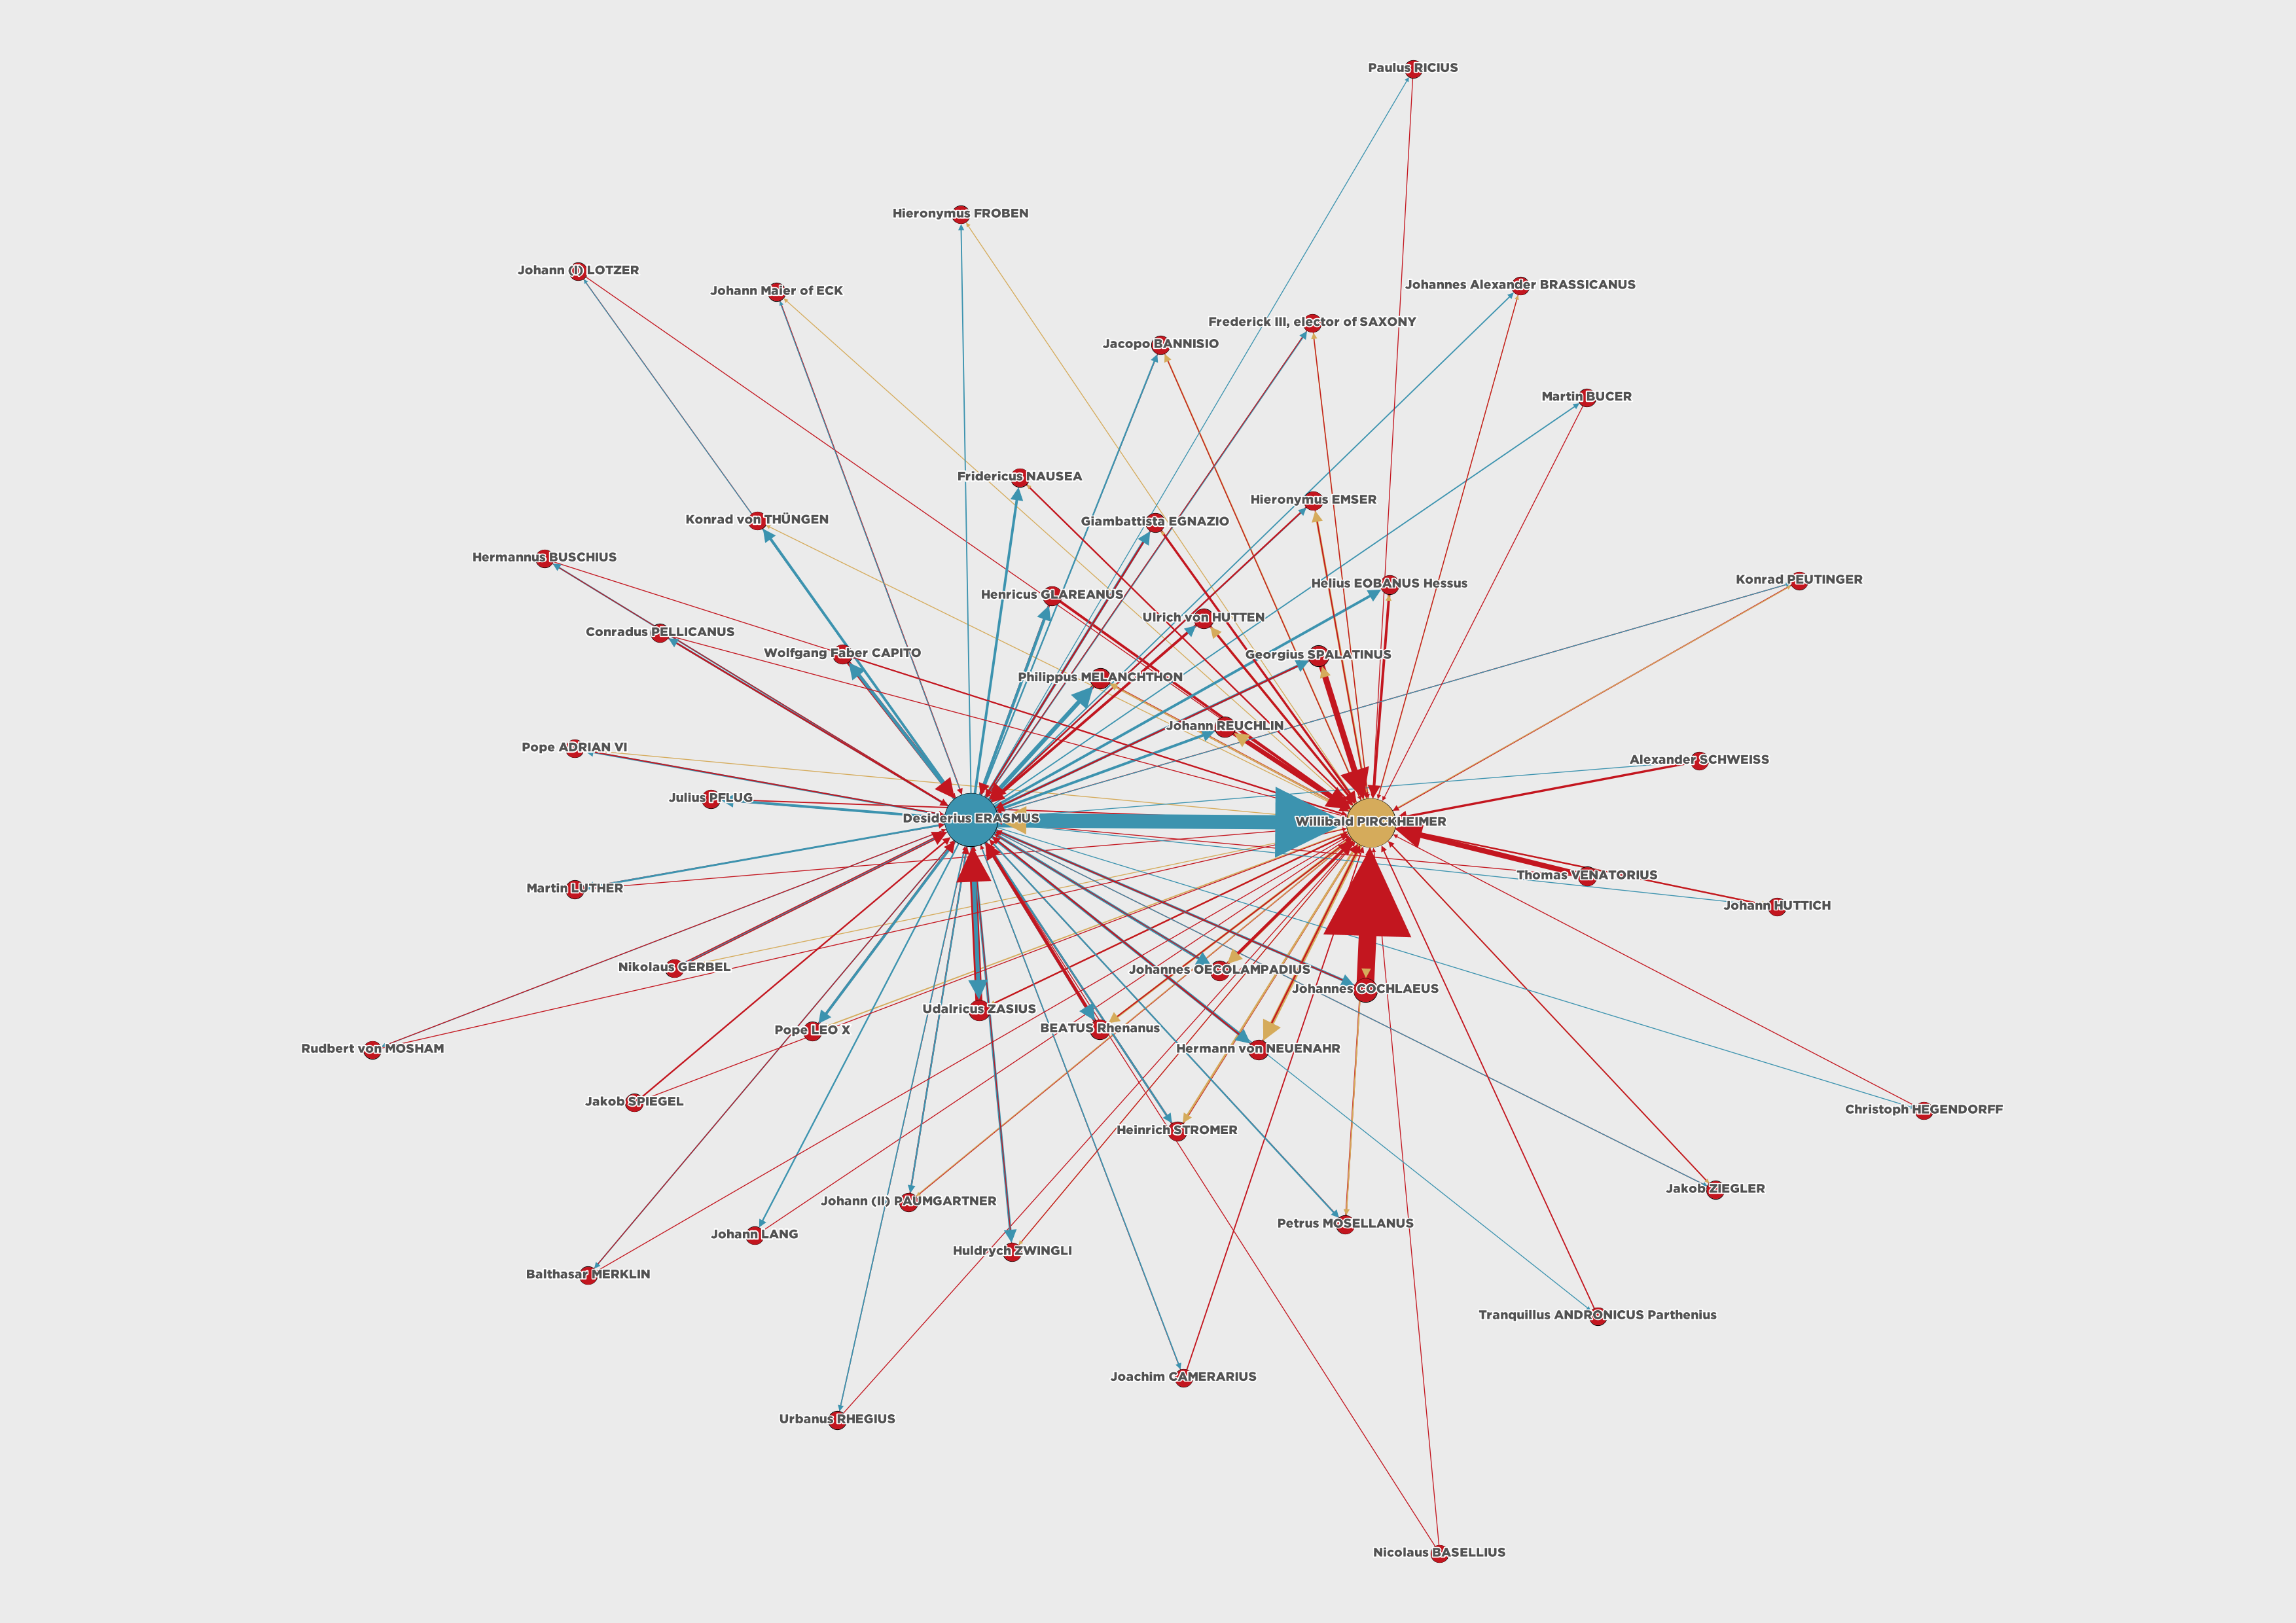 Paulus RICIUS
Hieronymus FROBEN
Johann (I) LOTZER
Johannes Alexander BRASSICANUS
Johann Maier of ECK
Frederick III, elector of SAXONY
Jacopo BANNISIO
Martin BUCER
Fridericus NAUSEA
Hieronymus EMSER
Konrad von THÜNGEN
Giambattista EGNAZIO
Hermannus BUSCHIUS
Konrad PEUTINGER
Helius EOBANUS Hessus
Henricus GLAREANUS
Ulrich von HUTTEN
Conradus PELLICANUS
Wolfgang Faber CAPITO
Georgius SPALATINUS
Philippus MELANCHTHON
Johann REUCHLIN
Pope ADRIAN VI
Alexander SCHWEISS
Julius PFLUG
Desiderius ERASMUS
Willibald PIRCKHEIMER
Thomas VENATORIUS
Martin LUTHER
Johann HUTTICH
Nikolaus GERBEL
Johannes OECOLAMPADIUS
Johannes COCHLAEUS
Udalricus ZASIUS
BEATUS Rhenanus
Pope LEO X
Rudbert von MOSHAM
Hermann von NEUENAHR
Jakob SPIEGEL
Christoph HEGENDORFF
Heinrich STROMER
Jakob ZIEGLER
Johann (II) PAUMGARTNER
Petrus MOSELLANUS
Johann LANG
Huldrych ZWINGLI
Balthasar MERKLIN
Tranquillus ANDRONICUS Parthenius
Joachim CAMERARIUS
Urbanus RHEGIUS
Nicolaus BASELLIUS